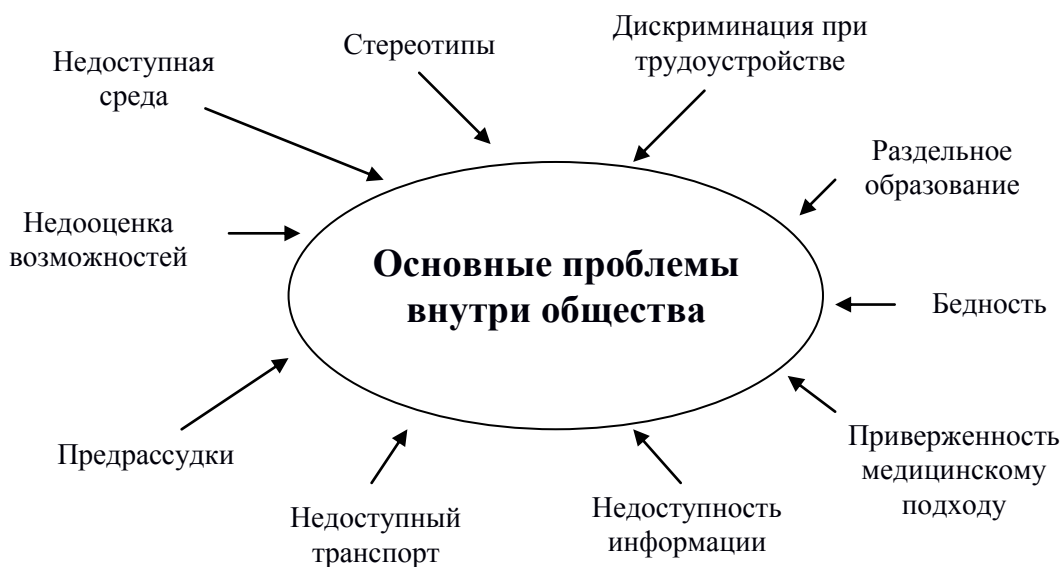 Стереотипы
Дискриминация при
трудоустройстве
Недоступная
среда
Раздельное
образование
Недооценка
возможностей
Основные проблемы
внутри общества
Бедность
Предрассудки
Приверженность
медицинскому
подходу
Недоступный
транспорт
Недоступность
информации